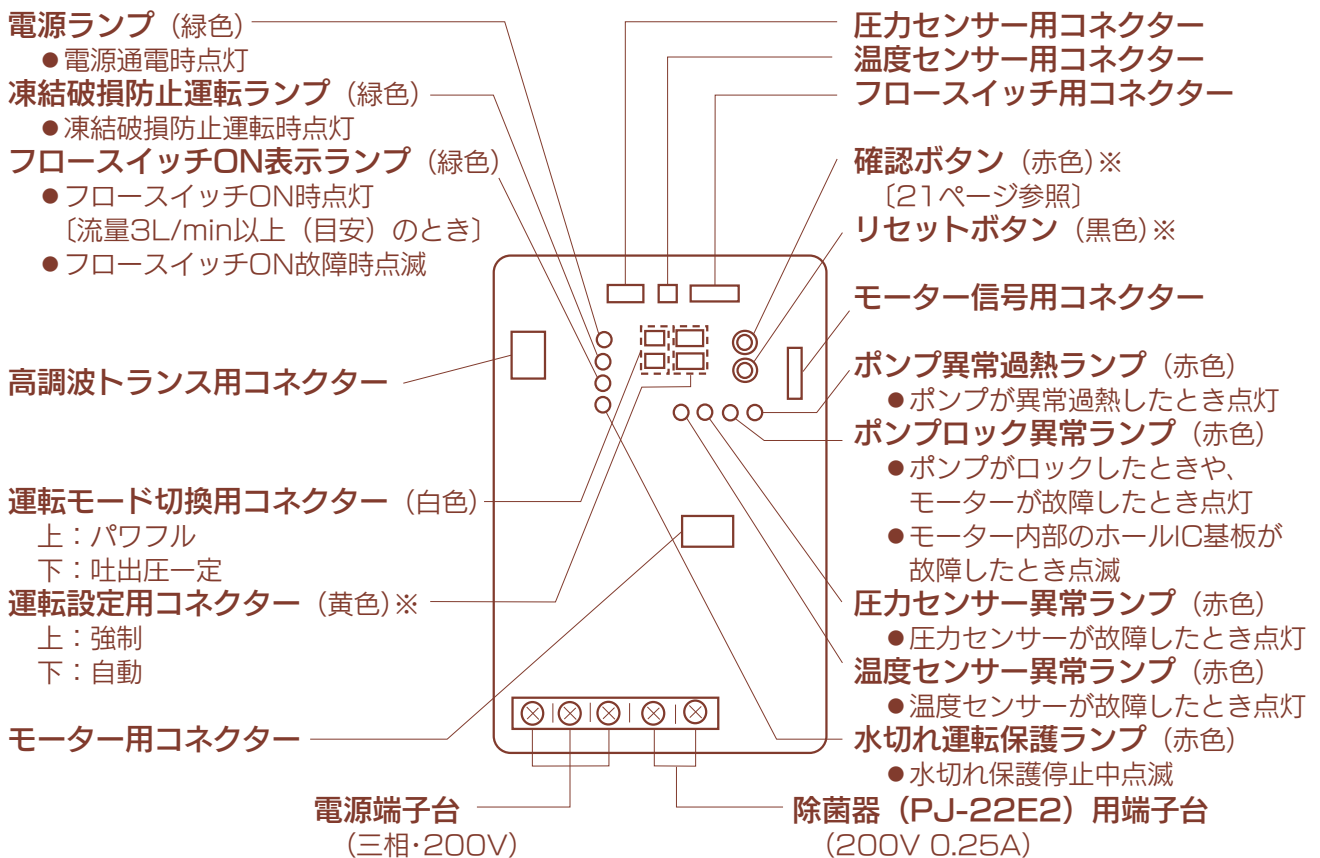 電源ランプ（緑色）
●電源通電時点灯
凍結破損防止運転ランプ（緑色）
●凍結破損防止運転時点灯
フロースイッチON表示ランプ（緑色）
●フロースイッチON時点灯
〔流量3L/min以上（目安）のとき〕
●フロースイッチON故障時点滅
高調波トランス用コネクター
運転モード切換用コネクター（白色）
上：パワフル
下：吐出圧一定
運転設定用コネクター（黄色）※
上：強制
下：自動
モーター用コネクター
電源端子台
（三相・200V）
圧力センサー用コネクター
温度センサー用コネクター
フロースイッチ用コネクター
確認ボタン（赤色）※
〔21ページ参照〕
リセットボタン（黒色）※
モーター信号用コネクター
ポンプ異常過熱ランプ（赤色）
●ポンプが異常過熱したとき点灯
ポンプロック異常ランプ（赤色）
●ポンプがロックしたときや、
モーターが故障したとき点灯
●モーター内部のホールIC基板が
故障したとき点滅
圧力センサー異常ランプ（赤色）
●圧力センサーが故障したとき点灯
温度センサー異常ランプ（赤色）
●温度センサーが故障したとき点灯
水切れ運転保護ランプ（赤色）
●水切れ保護停止中点滅
除菌器（PJ-22E2）用端子台
（200V 0.25A）